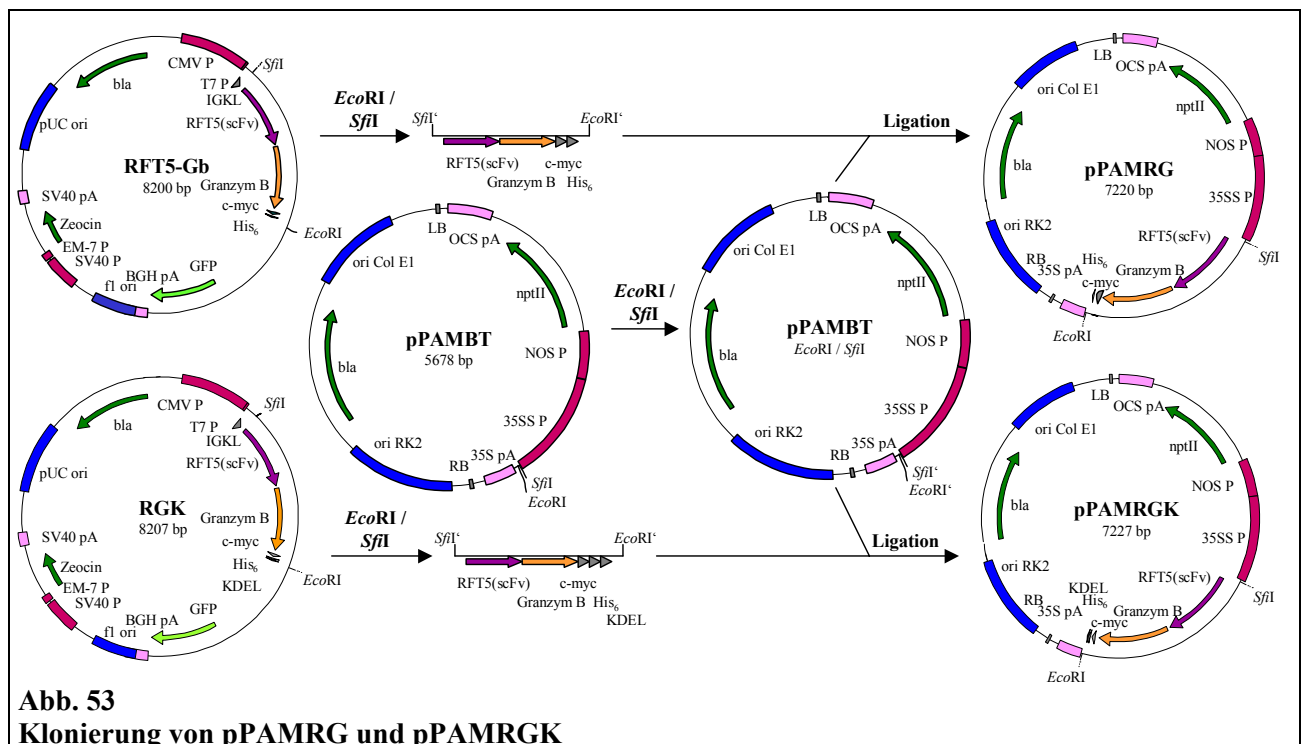 CMV P
SfiI
T7 P
IGKL
RFT5(scFv)
bla
pUC ori
RFT5-Gb
8200 bp
Granzym B
c-myc
His6
EcoRI
SV40 pA
Zeocin
EM-7 P
SV40 P
f1 ori
BGH pA
GFP
EcoRI /
SfiI
SfiI‘
EcoRI‘
RFT5(scFv)
c-myc
Granzym B
His6
Ligation
LB
OCS pA
ori Col E1
nptII
pPAMBT
5678 bp
NOS P
bla
35SS P
ori RK2
RB
35S pA
SfiI
EcoRI
EcoRI /
SfiI
LB
OCS pA
ori Col E1
nptII
pPAMBT
EcoRI / SfiI
NOS P
bla
35SS P
ori RK2
RB
35S pA
SfiI‘
EcoRI‘
LB
OCS pA
ori Col E1
nptII
bla
pPAMRG
7220 bp
NOS P
35SS P
ori RK2
RFT5(scFv)
SfiI
RB
35S pA
His6
Granzym B
c-myc
EcoRI
CMV P
SfiI
T7 P
IGKL
RFT5(scFv)
bla
pUC ori
RGK
8207 bp
Granzym B
c-myc
His6
KDEL
EcoRI
SV40 pA
Zeocin
EM-7 P
SV40 P
f1 ori
BGH pA
GFP
EcoRI /
SfiI
SfiI‘
EcoRI‘
RFT5(scFv)
c-myc
Granzym B
His6
KDEL
Ligation
LB
OCS pA
ori Col E1
nptII
bla
pPAMRGK
7227 bp
NOS P
35SS P
ori RK2
RFT5(scFv)
SfiI
KDEL
RB
His6
35S pA
Granzym B
c-myc
EcoRI
Abb. 53
Klonierung von pPAMRG und pPAMRGK